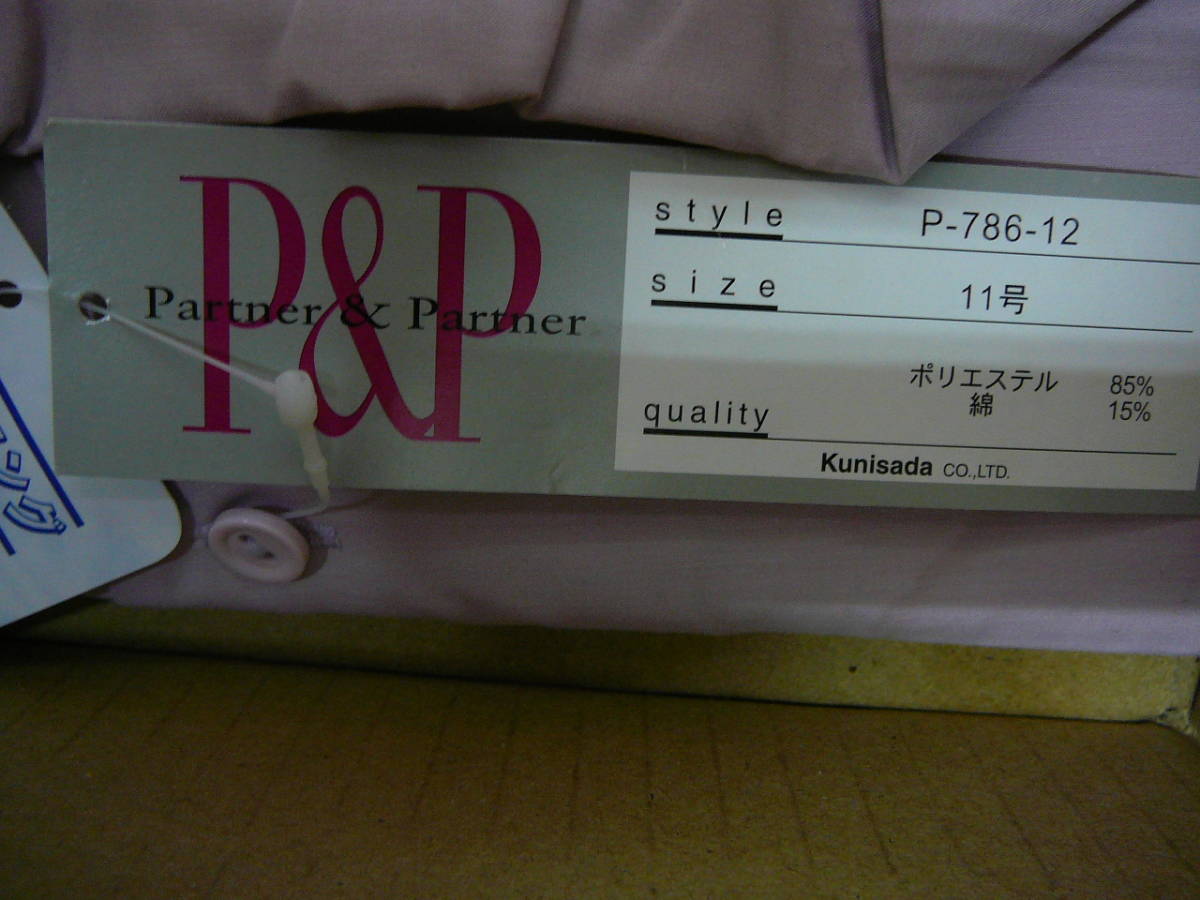 P&P
Partner & Partner
style P-786-12
size 11号
quality ポリエステル 85%
綿 15%
Kunisada CO.,LTD.